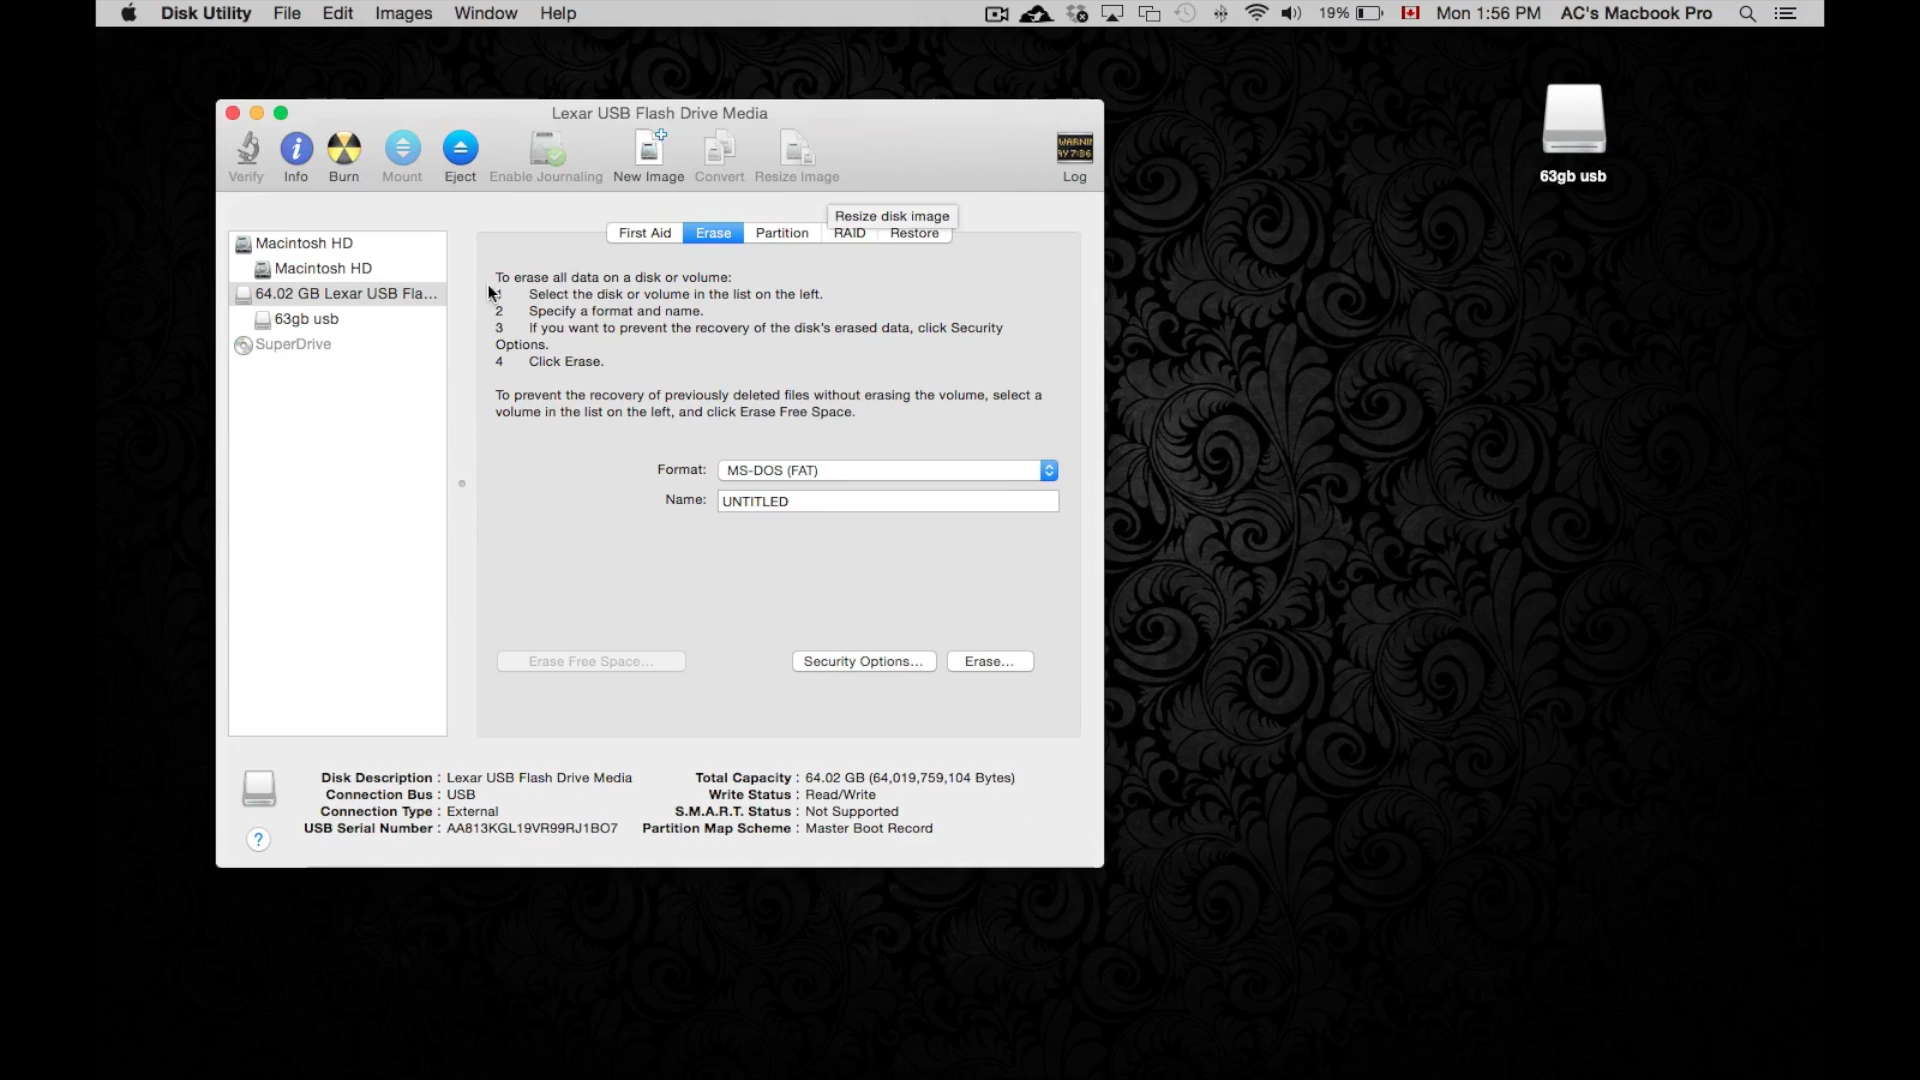 Disk Utility File Edit Images Window Help 19% Mon 1:56 PM AC's Macbook Pro
Lexar USB Flash Drive Media
WARNIN
AY 7:86
Verify Info Burn Mount Eject Enable Journaling New Image Convert Resize Image Log
63gb usb
Resize disk image
First Aid Erase Partition RAID Restore
Macintosh HD
Macintosh HD
64.02 GB Lexar USB Fla...
63gb usb
SuperDrive
To erase all data on a disk or volume:
1 Select the disk or volume in the list on the left.
2 Specify a format and name.
3 If you want to prevent the recovery of the disk's erased data, click Security
Options.
4 Click Erase.
To prevent the recovery of previously deleted files without erasing the volume, select a
volume in the list on the left, and click Erase Free Space.
Format: MS-DOS (FAT)
Name: UNTITLED
Erase Free Space... Security Options... Erase...
Disk Description : Lexar USB Flash Drive Media
Connection Bus : USB
Connection Type : External
USB Serial Number : AA813KGL19VR99RJ1BO7
Total Capacity : 64.02 GB (64,019,759,104 Bytes)
Write Status : Read/Write
S.M.A.R.T. Status : Not Supported
Partition Map Scheme : Master Boot Record
?